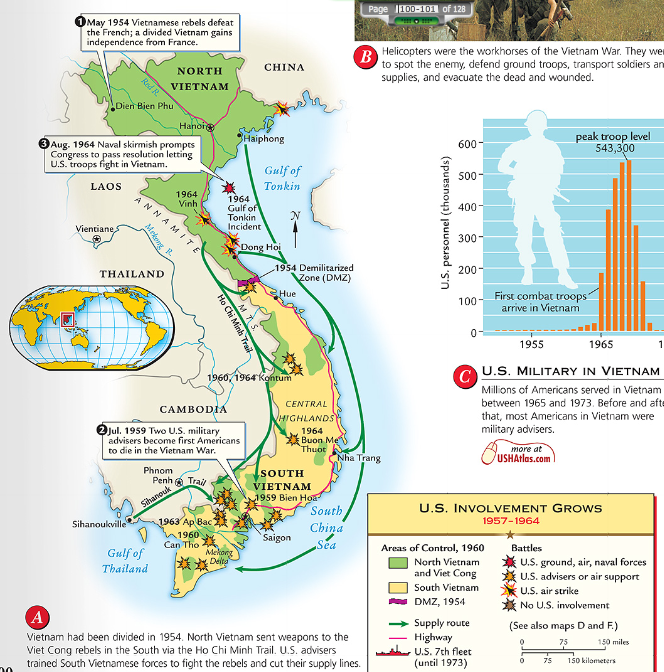 Page 100-101 of 128
1 May 1954 Vietnamese rebels defeat
the French; a divided Vietnam gains
independence from France.
B Helicopters were the workhorses of the Vietnam War. They were
to spot the enemy, defend ground troops, transport soldiers an
supplies, and evacuate the dead and wounded.
NORTH
VIETNAM
CHINA
Red R.
Dien Bien Phu
Hanoi
Haiphong
3 Aug. 1964 Naval skirmish prompts
Congress to pass resolution letting
U.S. troops fight in Vietnam.
Gulf of
Tonkin
LAOS
1964
Vinh
1964
Gulf of
Tonkin
Incident
N
ANNAMITE
MTS.
Vientiane
Mekong R.
Dong Hoi
THAILAND
1954 Demilitarized
Zone (DMZ)
Hue
Ho Chi Minh Trail
1960, 1964 Kontum
CAMBODIA
CENTRAL
HIGHLANDS
2 Jul. 1959 Two U.S. military
advisers become first Americans
to die in the Vietnam War.
1964
Buon Me
Thuot
Nha Trang
Phnom
Penh
Sihanouk Trail
SOUTH
VIETNAM
1959 Bien Hoa
Sihanoukville
1963 Ap Bac
South
China
Sea
1960
Can Tho
Saigon
Mekong
Delta
Gulf of
Thailand
U.S. personnel (thousands)
600
500
400
300
200
100
0
peak troop level
543,300
First combat troops
arrive in Vietnam
1955
1965
1
C U.S. MILITARY IN VIETNAM
Millions of Americans served in Vietnam
between 1965 and 1973. Before and afte
that, most Americans in Vietnam were
military advisers.
more at
USHAtlas.com
U.S. INVOLVEMENT GROWS
1957–1964
Areas of Control, 1960
North Vietnam
and Viet Cong
South Vietnam
DMZ, 1954
Supply route
Highway
U.S. 7th fleet
(until 1973)
Battles
U.S. ground, air, naval forces
U.S. advisers or air support
U.S. air strike
No U.S. involvement
(See also maps D and F.)
0 75 150 miles
0 75 150 kilometers
A
Vietnam had been divided in 1954. North Vietnam sent weapons to the
Viet Cong rebels in the South via the Ho Chi Minh Trail. U.S. advisers
trained South Vietnamese forces to fight the rebels and cut their supply lines.